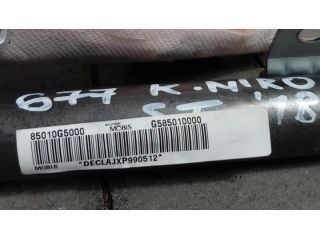 677 K.NIRO
ST '18
85010G5000 MOBIS G585010000
"DECLAJXP990512"
MOBIS